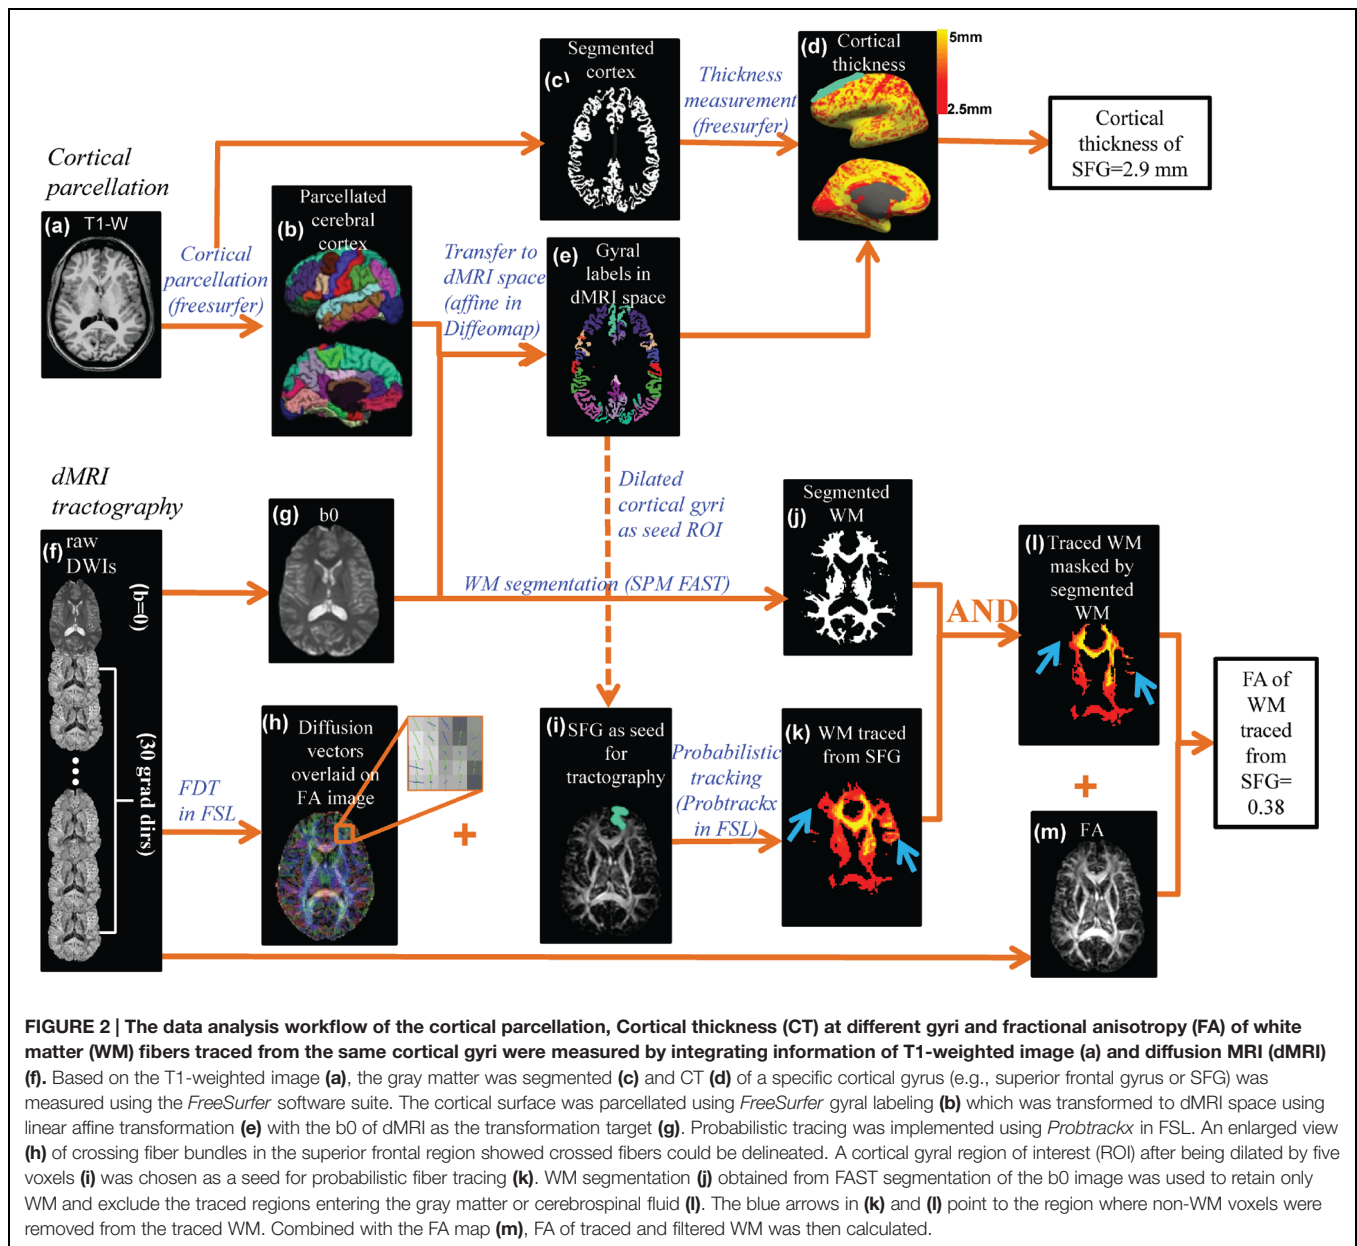 Cortical
parcellation
(a) T1-W
Cortical
parcellation
(freesurfer)
(b)
Parcellated
cerebral
cortex
Segmented
cortex
(c)
Thickness
measurement
(freesurfer)
(d) Cortical
thickness
5mm
2.5mm
Cortical
thickness of
SFG=2.9 mm
Transfer to
dMRI space
(affine in
Diffeomap)
(e) Gyral
labels in
dMRI space
Dilated
cortical gyri
as seed ROI
dMRI
tractography
(f) raw
DWIs
(b=0)
(30 grad dirs)
(g) b0
WM segmentation (SPM FAST)
Segmented
WM
(j)
FDT
in FSL
(h) Diffusion
vectors
overlaid on
FA image
+
(i) SFG as seed
for
tractography
Probabilistic
tracking
(Probtrackx
in FSL)
(k) WM traced
from SFG
AND
(l) Traced WM
masked by
segmented
WM
+
(m) FA
FA of
WM
traced
from
SFG=
0.38
FIGURE 2 | The data analysis workflow of the cortical parcellation, Cortical thickness (CT) at different gyri and fractional anisotropy (FA) of white
matter (WM) fibers traced from the same cortical gyri were measured by integrating information of T1-weighted image (a) and diffusion MRI (dMRI)
(f). Based on the T1-weighted image (a), the gray matter was segmented (c) and CT (d) of a specific cortical gyrus (e.g., superior frontal gyrus or SFG) was
measured using the FreeSurfer software suite. The cortical surface was parcellated using FreeSurfer gyral labeling (b) which was transformed to dMRI space using
linear affine transformation (e) with the b0 of dMRI as the transformation target (g). Probabilistic tracing was implemented using Probtrackx in FSL. An enlarged view
(h) of crossing fiber bundles in the superior frontal region showed crossed fibers could be delineated. A cortical gyral region of interest (ROI) after being dilated by five
voxels (i) was chosen as a seed for probabilistic fiber tracing (k). WM segmentation (j) obtained from FAST segmentation of the b0 image was used to retain only
WM and exclude the traced regions entering the gray matter or cerebrospinal fluid (l). The blue arrows in (k) and (l) point to the region where non-WM voxels were
removed from the traced WM. Combined with the FA map (m), FA of traced and filtered WM was then calculated.